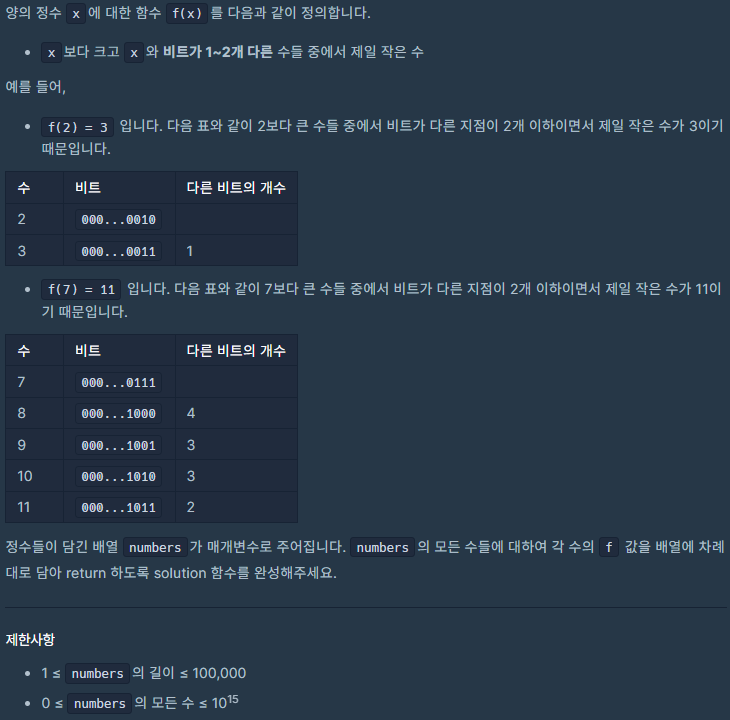 양의 정수 x 에 대한 함수 f(x) 를 다음과 같이 정의합니다.
• x 보다 크고 x 와 비트가 1~2개 다른 수들 중에서 제일 작은 수
예를 들어,
• f(2) = 3 입니다. 다음 표와 같이 2보다 큰 수들 중에서 비트가 다른 지점이 2개 이하이면서 제일 작은 수가 3이기
때문입니다.
수 비트 다른 비트의 개수
2 000...0010
3 000...0011 1
• f(7) = 11 입니다. 다음 표와 같이 7보다 큰 수들 중에서 비트가 다른 지점이 2개 이하이면서 제일 작은 수가 11이
기 때문입니다.
수 비트 다른 비트의 개수
7 000...0111
8 000...1000 4
9 000...1001 3
10 000...1010 3
11 000...1011 2
정수들이 담긴 배열 numbers 가 매개변수로 주어집니다. numbers 의 모든 수들에 대하여 각 수의 f 값을 배열에 차례
대로 담아 return 하도록 solution 함수를 완성해주세요.
제한사항
• 1 ≤ numbers 의 길이 ≤ 100,000
• 0 ≤ numbers 의 모든 수 ≤ 10¹⁵